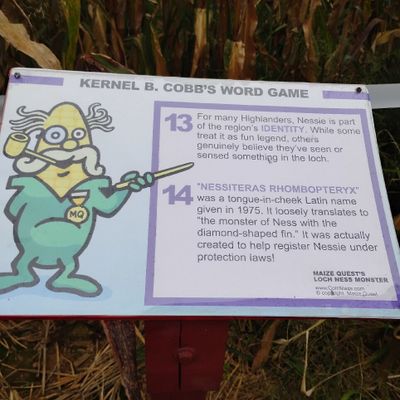 KERNEL B. COBB'S WORD GAME
13 For many Highlanders, Nessie is part
of the region's IDENTITY. While some
treat it as fun legend, others
genuinely believe they've seen or
sensed something in the loch.
14 "NESSITERAS RHOMBOPTERYX"
was a tongue-in-cheek Latin name
given in 1975. It loosely translates to
"the monster of Ness with the
diamond-shaped fin." It was actually
created to help register Nessie under
protection laws!
MQ
MAIZE QUEST'S
LOCH NESS MONSTER
© copyright Maize Quest